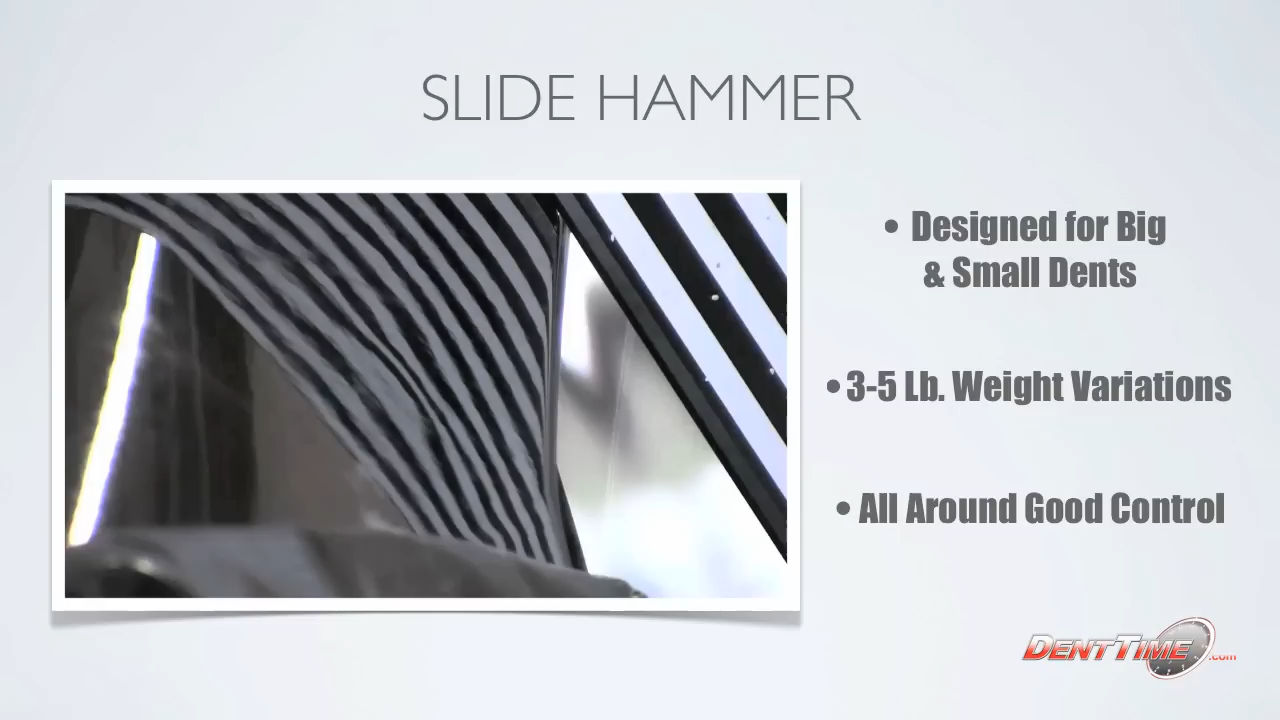 SLIDE HAMMER
• Designed for Big
& Small Dents
• 3-5 Lb. Weight Variations
• All Around Good Control
DENTTIME.com